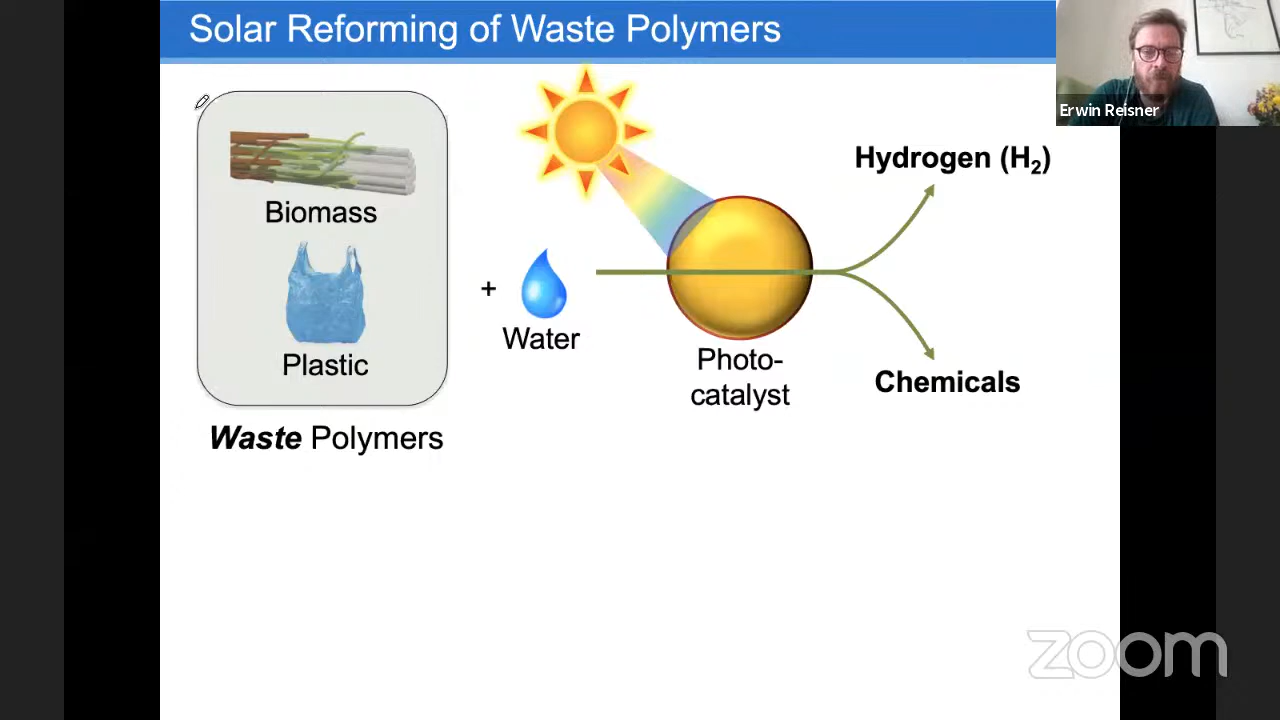 Solar Reforming of Waste Polymers
Erwin Reisner
Biomass
Plastic
Waste Polymers
+
Water
Photo-
catalyst
Hydrogen (H₂)
Chemicals
zoom